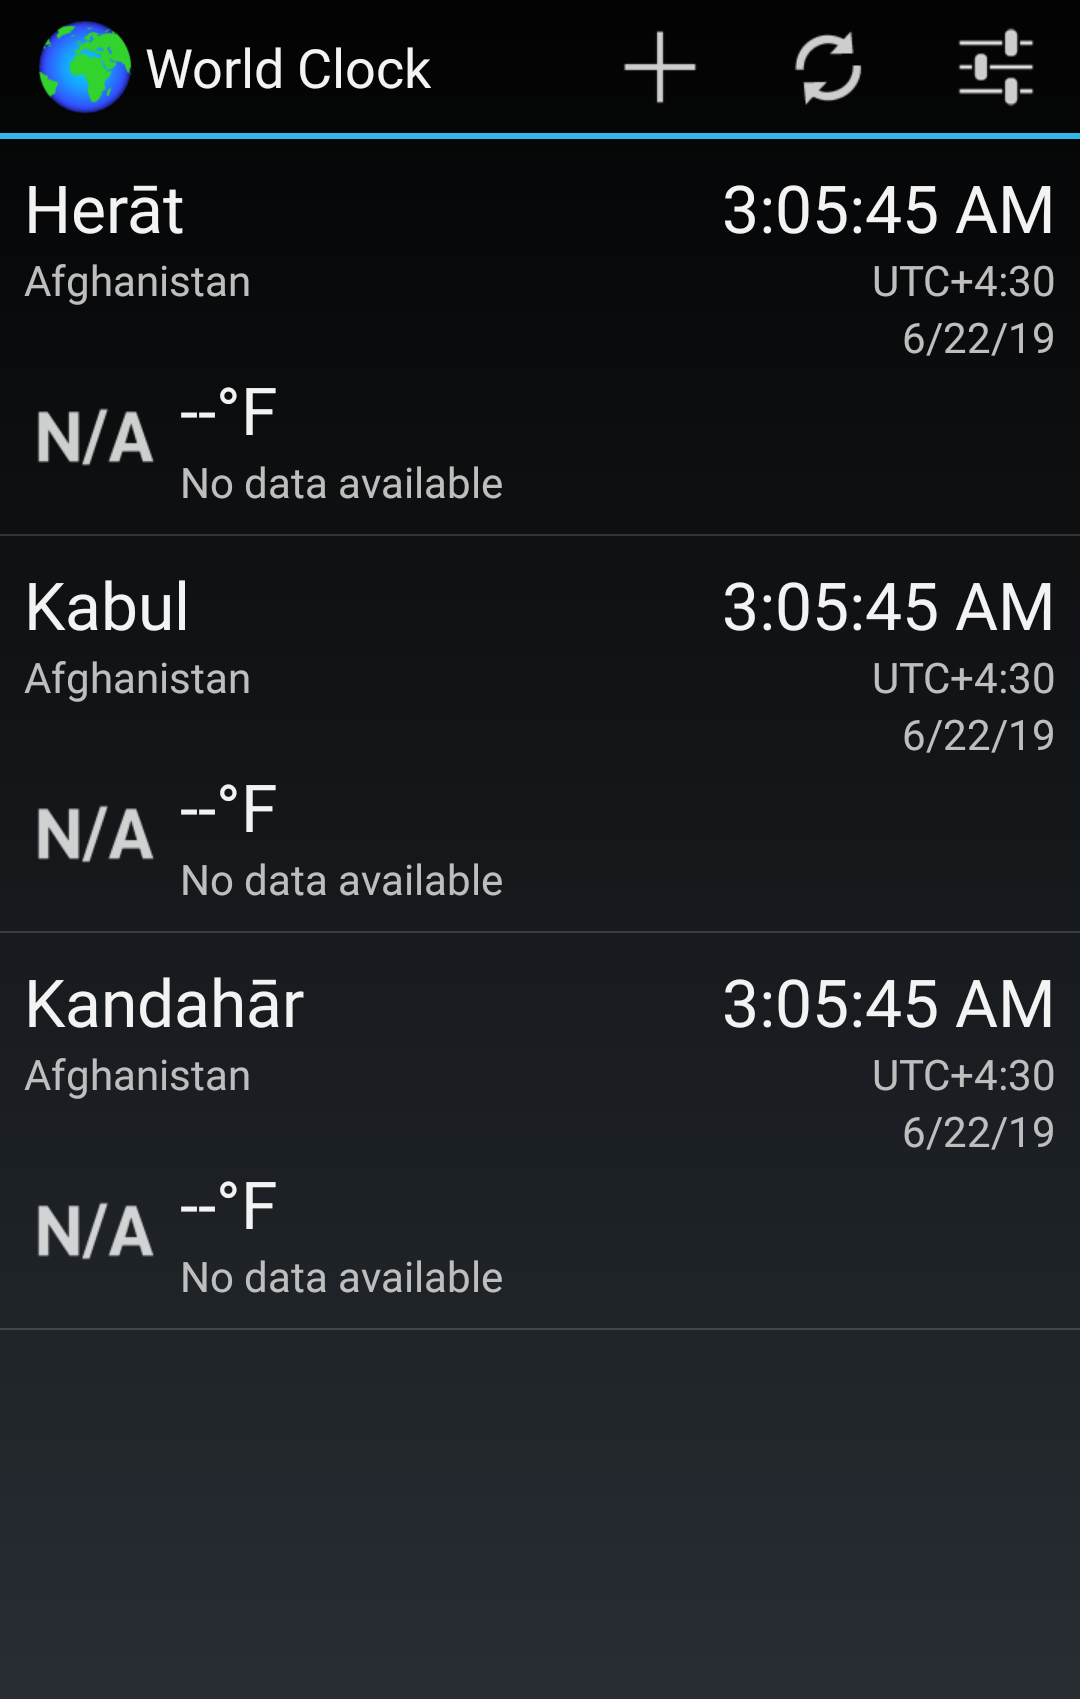 World Clock
Herāt 3:05:45 AM
Afghanistan UTC+4:30
6/22/19
N/A --°F
No data available
Kabul 3:05:45 AM
Afghanistan UTC+4:30
6/22/19
N/A --°F
No data available
Kandahār 3:05:45 AM
Afghanistan UTC+4:30
6/22/19
N/A --°F
No data available